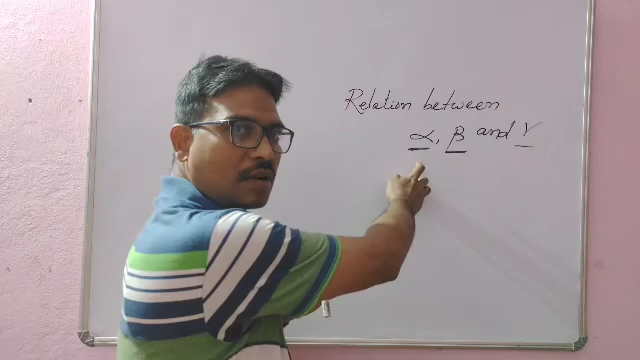 Relation between
α, β and γ